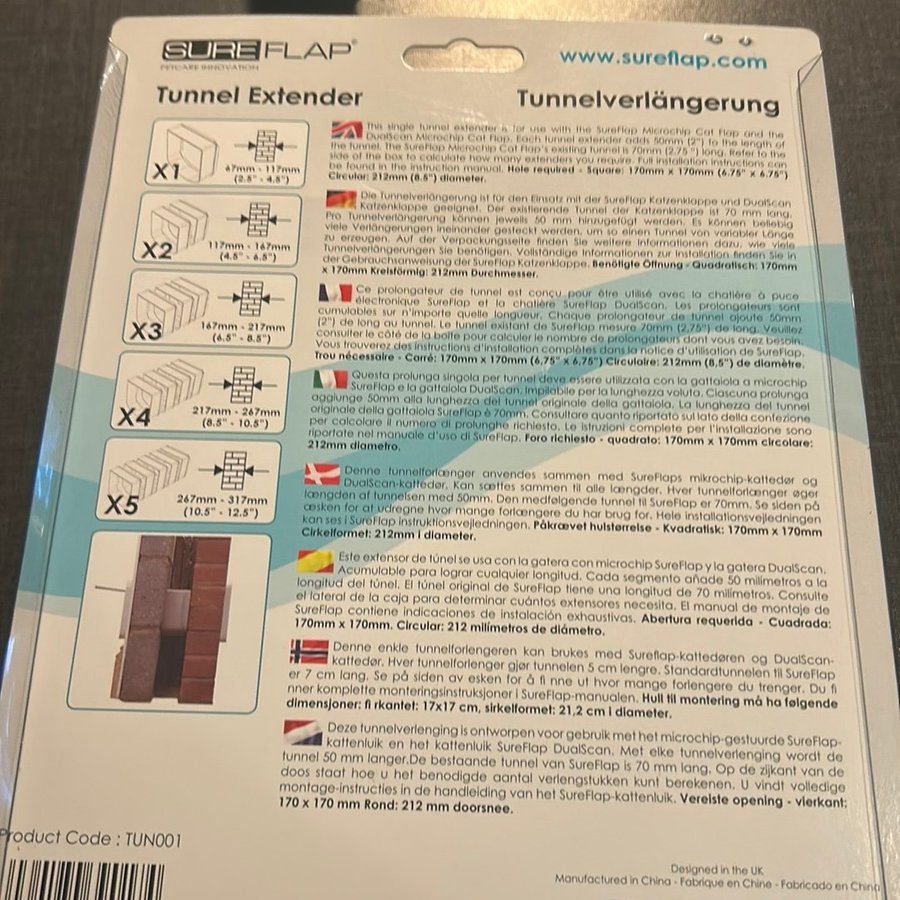 SUREFLAP®
PETCARE INNOVATION
www.sureflap.com
Tunnel Extender
Tunnelverlängerung
X1
67mm - 117mm
(2.5" - 4.5")
X2
117mm - 167mm
(4.5" - 6.5")
X3
167mm - 217mm
(6.5" - 8.5")
X4
217mm - 267mm
(8.5" - 10.5")
X5
267mm - 317mm
(10.5" - 12.5")
This single tunnel extender is for use with the SureFlap Microchip Cat Flap and the
DualScan Microchip Cat Flap. Each tunnel extender adds 50mm (2") to the length of
the tunnel. The SureFlap Microchip Cat Flap's existing tunnel is 70mm (2.75") long. Refer to the
side of the box to calculate how many extenders you require. Full installation instructions can
be found in the instruction manual. Hole required - Square: 170mm x 170mm (6.75" x 6.75")
Circular: 212mm (8.5") diameter.
Die Tunnelverlängerung ist für den Einsatz mit der SureFlap Katzenklappe und DualScan
Katzenklappe geeignet. Der existierende Tunnel der Katzenklappe ist 70 mm lang.
Pro Tunnelverlängerung können jeweils 50 mm hinzugefügt werden. Es können beliebig
viele Verlängerungen ineinander gesteckt werden, um so einen Tunnel von variabler Länge
zu erzeugen. Auf der Verpackungsseite finden Sie weitere Informationen dazu, wie viele
Tunnelverlängerungen Sie benötigen. Vollständige Informationen zur Installation finden Sie in
der Gebrauchsanweisung der SureFlap Katzenklappe. Benötigte Öffnung - Quadratisch: 170mm
x 170mm Kreisförmig: 212mm Durchmesser.
Ce prolongateur de tunnel est conçu pour être utilisé avec la chatière à puce
électronique SureFlap et la chatière SureFlap DualScan. Les prolongateurs sont
cumulables sur n'importe quelle longueur. Chaque prolongateur de tunnel ajoute 50mm
(2") de long au tunnel. Le tunnel existant de SureFlap mesure 70mm (2,75") de long. Veuillez
consulter le côté de la boîte pour calculer le nombre de prolongateurs dont vous avez besoin.
Vous trouverez des instructions d'installation complètes dans la notice d'utilisation de SureFlap.
Trou nécessaire - Carré: 170mm x 170mm (6,75" x 6,75") Circulaire: 212mm (8,5") de diamètre.
Questa prolunga singola per tunnel deve essere utilizzata con la gattaiola a microchip
SureFlap e la gattaiola DualScan. Impilabile per la lunghezza voluta. Ciascuna prolunga
aggiunge 50mm alla lunghezza del tunnel originale della gattaiola. La lunghezza del tunnel
originale della gattaiola SureFlap è 70mm. Consultare quanto riportato sul lato della confezione
per calcolare il numero di prolunghe richiesto. Le istruzioni complete per l'installazione sono
riportate nel manuale d'uso di SureFlap. Foro richiesto - quadrato: 170mm x 170mm circolare:
212mm diametro.
Denne tunnelforlænger anvendes sammen med SureFlaps mikrochip-kattedør og
DualScan-kattedør. Kan sættes sammen til alle længder. Hver tunnelforlænger øger
længden af tunnelsen med 50mm. Den medfølgende tunnel til SureFlap er 70mm. Se siden på
æsken for at udregne hvor mange forlængere du har brug for. Hele installationsvejledningen
kan ses i SureFlap instruktionsvejledningen. Påkrævet hulstørrelse - Kvadratisk: 170mm x 170mm
Cirkelformet: 212mm i diameter.
Este extensor de túnel se usa con la gatera con microchip SureFlap y la gatera DualScan.
Acumulable para lograr cualquier longitud. Cada segmento añade 50 milímetros a la
longitud del túnel. El túnel original de SureFlap tiene una longitud de 70 milímetros. Consulte
el lateral de la caja para determinar cuántos extensores necesita. El manual de montaje de
SureFlap contiene indicaciones de instalación exhaustivas. Abertura requerida - Cuadrada:
170mm x 170mm. Circular: 212 milímetros de diámetro.
Denne enkle tunnelforlengeren kan brukes med Sureflap-kattedøren og DualScan-
kattedør. Hver tunnelforlenger gjør tunnelen 5 cm lengre. Standardtunnelen til SureFlap
er 7 cm lang. Se på siden av esken for å fi nne ut hvor mange forlengere du trenger. Du fi
nner komplette monteringsinstruksjoner i SureFlap-manualen. Hull til montering må ha følgende
dimensjoner: fi rkantet: 17x17 cm, sirkelformet: 21,2 cm i diameter.
Deze tunnelverlenging is ontworpen voor gebruik met het microchip-gestuurde SureFlap-
kattenluik en het kattenluik SureFlap DualScan. Met elke tunnelverlenging wordt de
tunnel 50 mm langer.De bestaande tunnel van SureFlap is 70 mm lang. Op de zijkant van de
doos staat hoe u het benodigde aantal verlengstukken kunt berekenen. U vindt volledige
montage-instructies in de handleiding van het SureFlap-kattenluik. Vereiste opening - vierkant:
170 x 170 mm Rond: 212 mm doorsnee.
Product Code : TUN001
Designed in the UK
Manufactured in China - Fabrique en Chine - Fabricado en China